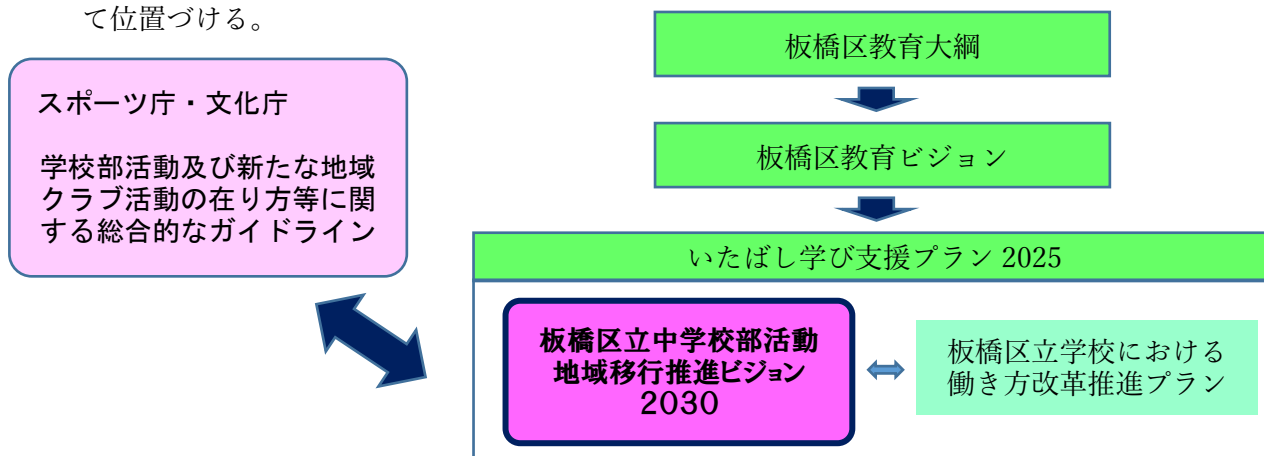 て位置づける。
スポーツ庁・文化庁
学校部活動及び新たな地域
クラブ活動の在り方等に関
する総合的なガイドライン
板橋区教育大綱
板橋区教育ビジョン
いたばし学び支援プラン 2025
板橋区立中学校部活動
地域移行推進ビジョン
2030
板橋区立学校における
働き方改革推進プラン